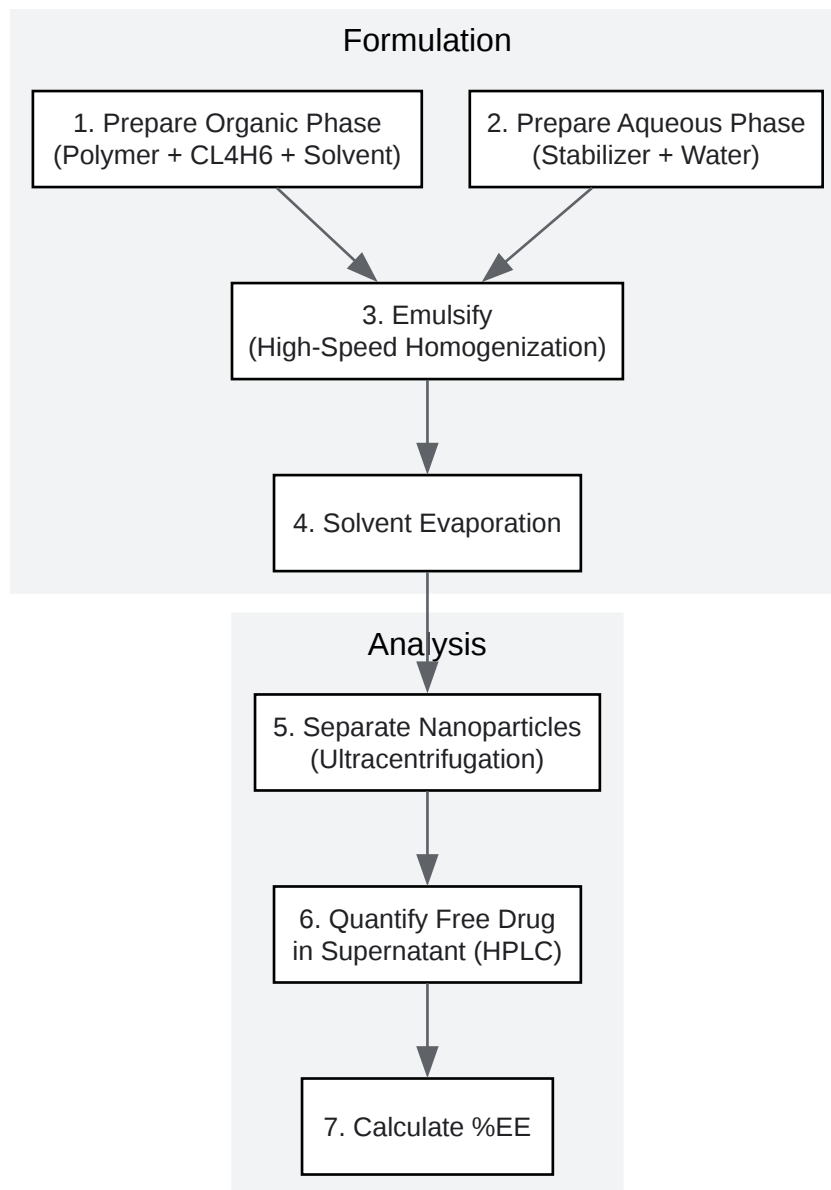 Formulation
1. Prepare Organic Phase
(Polymer + CL4H6 + Solvent)
2. Prepare Aqueous Phase
(Stabilizer + Water)
3. Emulsify
(High-Speed Homogenization)
4. Solvent Evaporation
Analysis
5. Separate Nanoparticles
(Ultracentrifugation)
6. Quantify Free Drug
in Supernatant (HPLC)
7. Calculate %EE